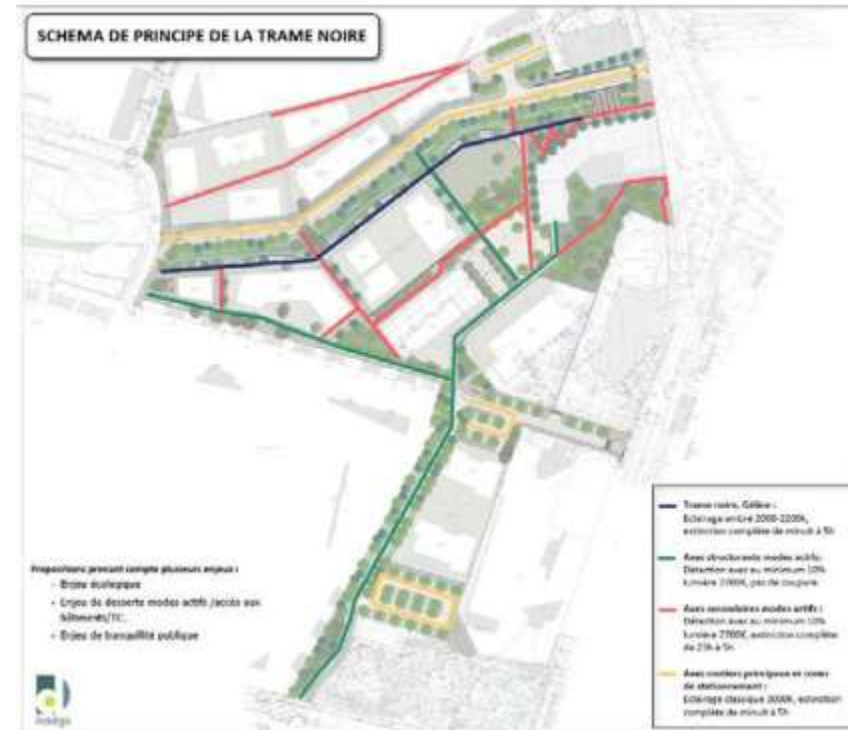 SCHEMA DE PRINCIPE DE LA TRAME NOIRE
Propositions prenant compte plusieurs enjeux :
- Enjeu écologique
- Enjeu de desserte modes actifs /accès aux
bâtiments/TC.
- Enjeu de tranquillité publique
Trame noire,
Eclairage ambré 2000-2200K,
extinction complète de minuit à 5h
Axes structurants modes actifs:
Détection avec au minimum 10%
lumière 2700K, pas de coupure
Axes secondaires modes actifs :
Détection avec au minimum 10%
lumière 2700K, extinction complète
de 23h à 5h
Axes routiers principaux et zones
de stationnement :
Eclairage classique 3000K, extinction
complète de minuit à 5h